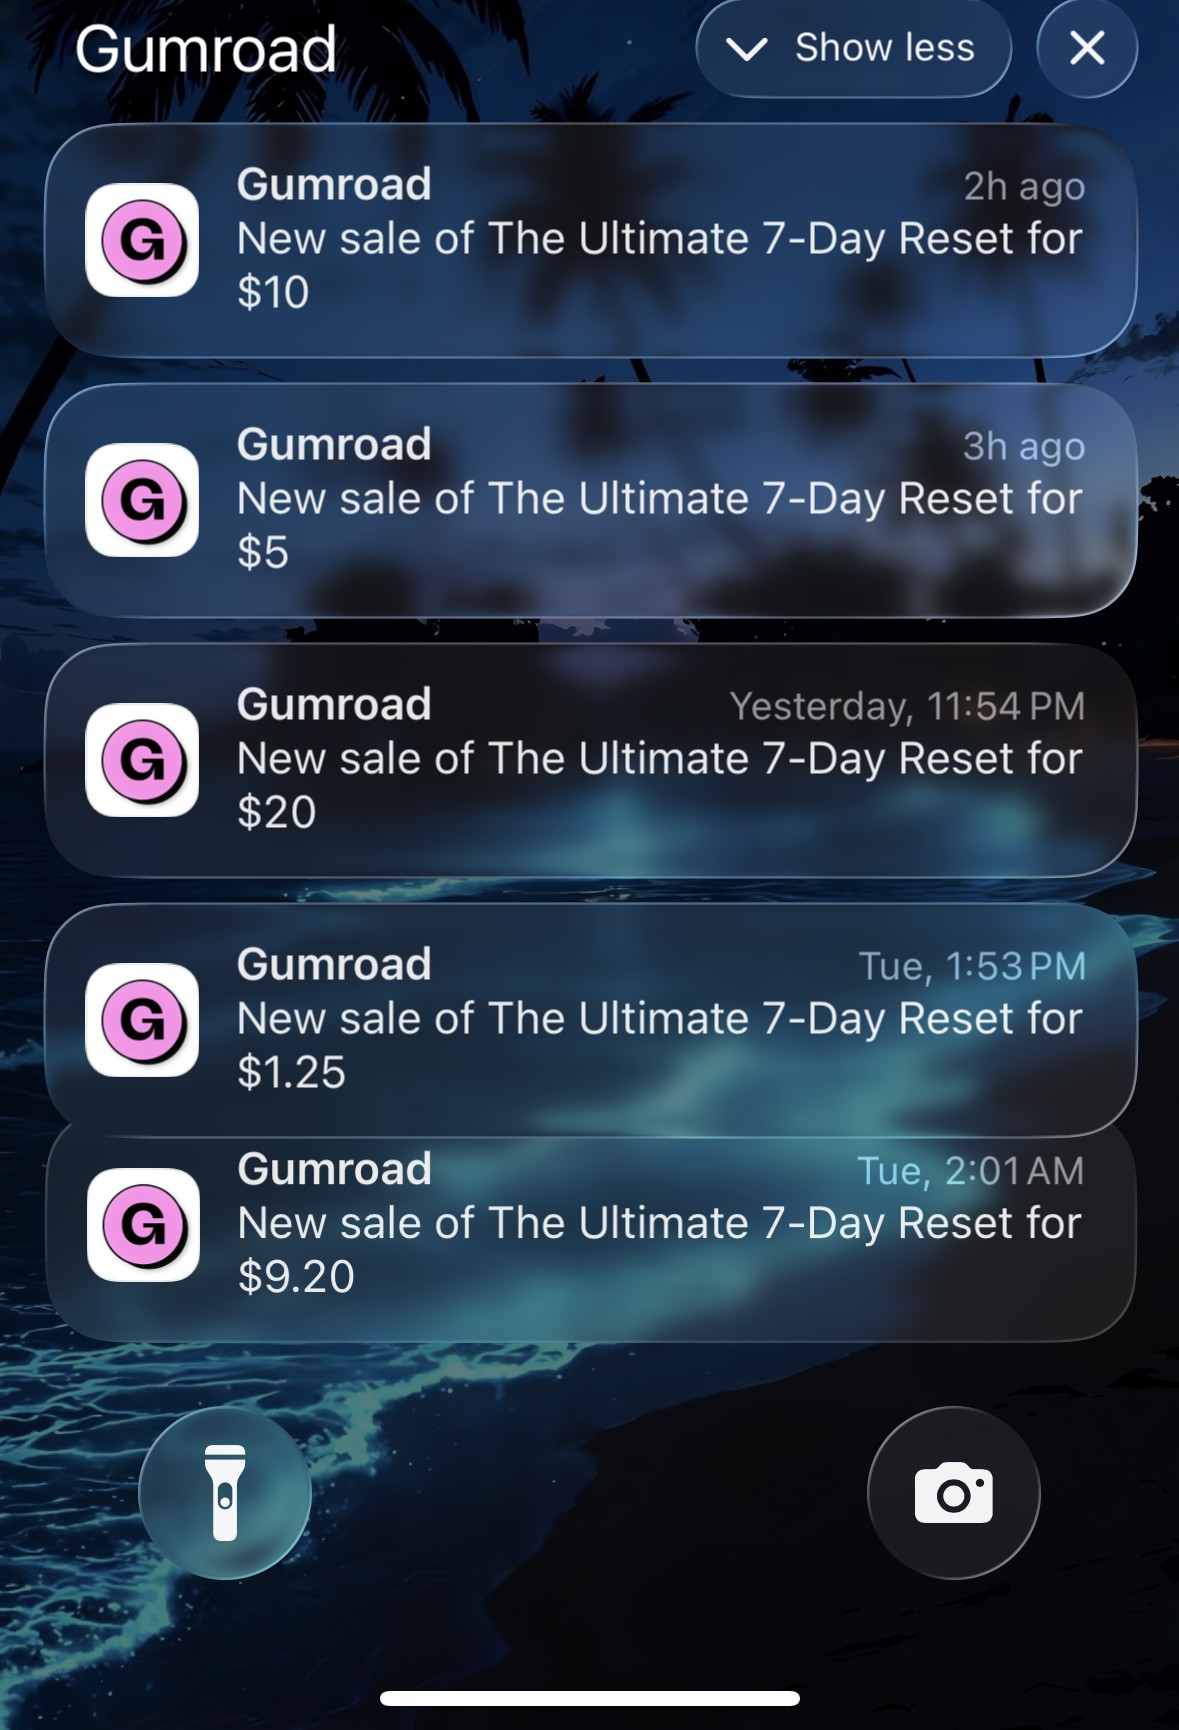 Gumroad
Show less
Gumroad
2h ago
New sale of The Ultimate 7-Day Reset for
$10
Gumroad
3h ago
New sale of The Ultimate 7-Day Reset for
$5
Gumroad
Yesterday, 11:54 PM
New sale of The Ultimate 7-Day Reset for
$20
Gumroad
Tue, 1:53 PM
New sale of The Ultimate 7-Day Reset for
$1.25
Gumroad
Tue, 2:01 AM
New sale of The Ultimate 7-Day Reset for
$9.20